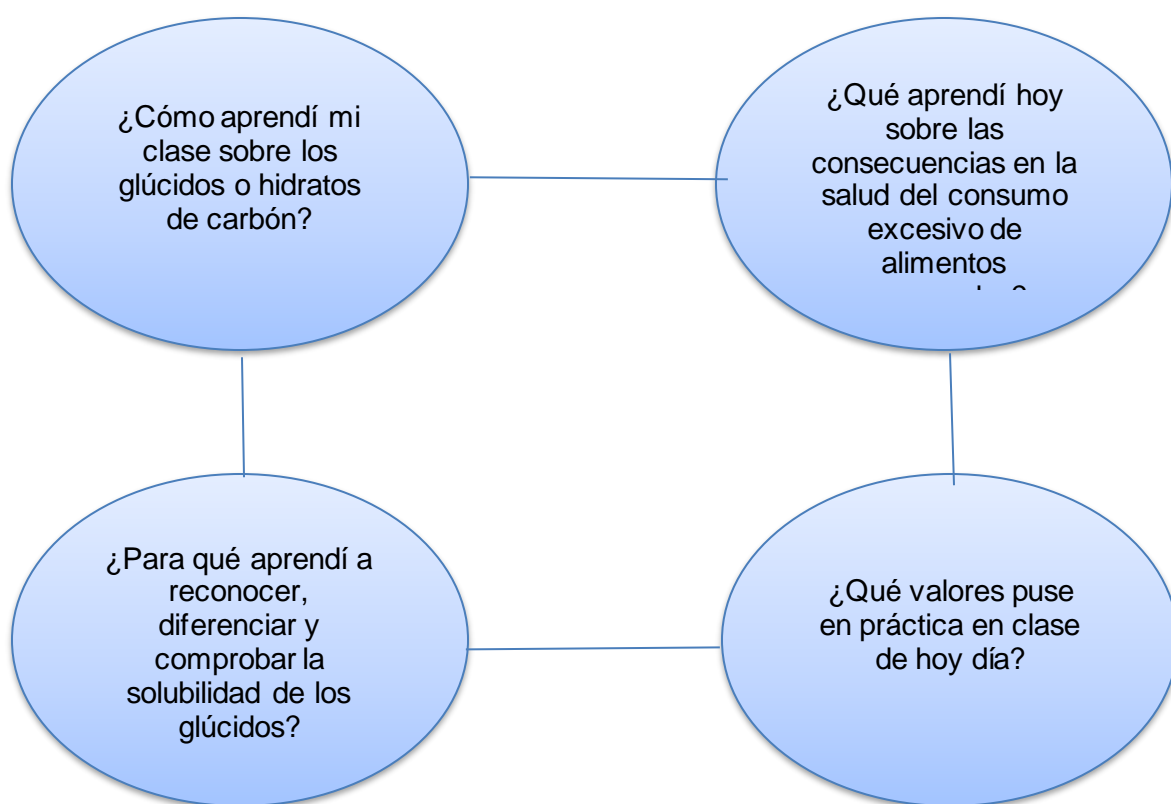 ¿Cómo aprendí mi
clase sobre los
glúcidos o hidratos
de carbón?
¿Qué aprendí hoy
sobre las
consecuencias en la
salud del consumo
excesivo de
alimentos
¿Para qué aprendí a
reconocer,
diferenciar y
comprobar la
solubilidad de los
glúcidos?
¿Qué valores puse
en práctica en clase
de hoy día?